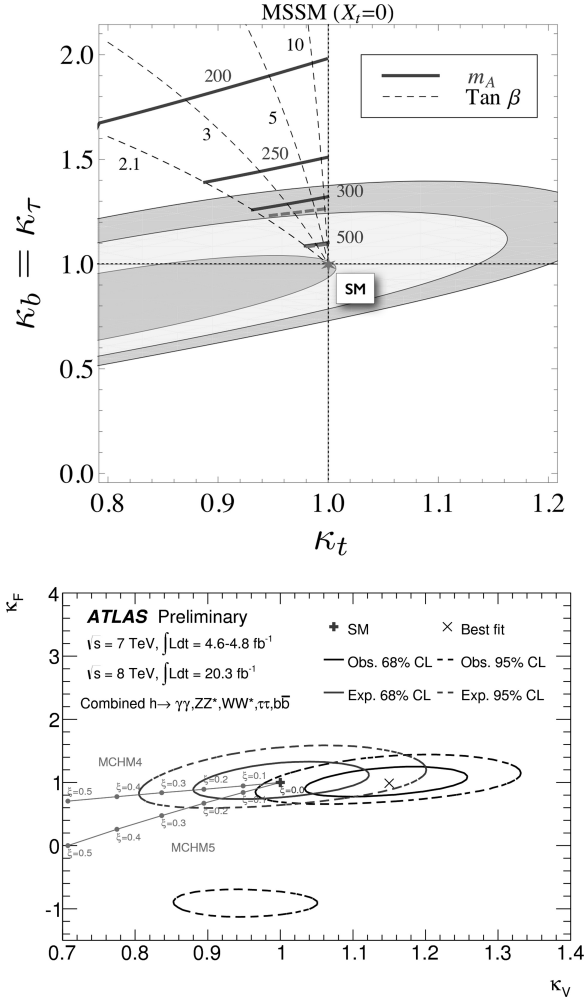 MSSM (X_t=0)
2.0
1.5
1.0
0.5
0.0
κ_b = κ_τ
200
10
5
3
250
2.1
300
500
m_A
Tan β
SM
0.8
0.9
1.0
1.1
1.2
κ_t
κ_F
4
3
2
1
0
-1
ATLAS Preliminary
√s = 7 TeV, ∫Ldt = 4.6-4.8 fb⁻¹
√s = 8 TeV, ∫Ldt = 20.3 fb⁻¹
Combined h→ γγ,ZZ*,WW*,ττ,bb̅
SM
Best fit
Obs. 68% CL
Obs. 95% CL
Exp. 68% CL
Exp. 95% CL
MCHM4
ξ=0.5
ξ=0.4
ξ=0.3
ξ=0.2
ξ=0.1
ξ=0.0
ξ=0.1
ξ=0.2
ξ=0.3
ξ=0.4
ξ=0.5
MCHM5
0.7
0.8
0.9
1
1.1
1.2
1.3
1.4
κ_V